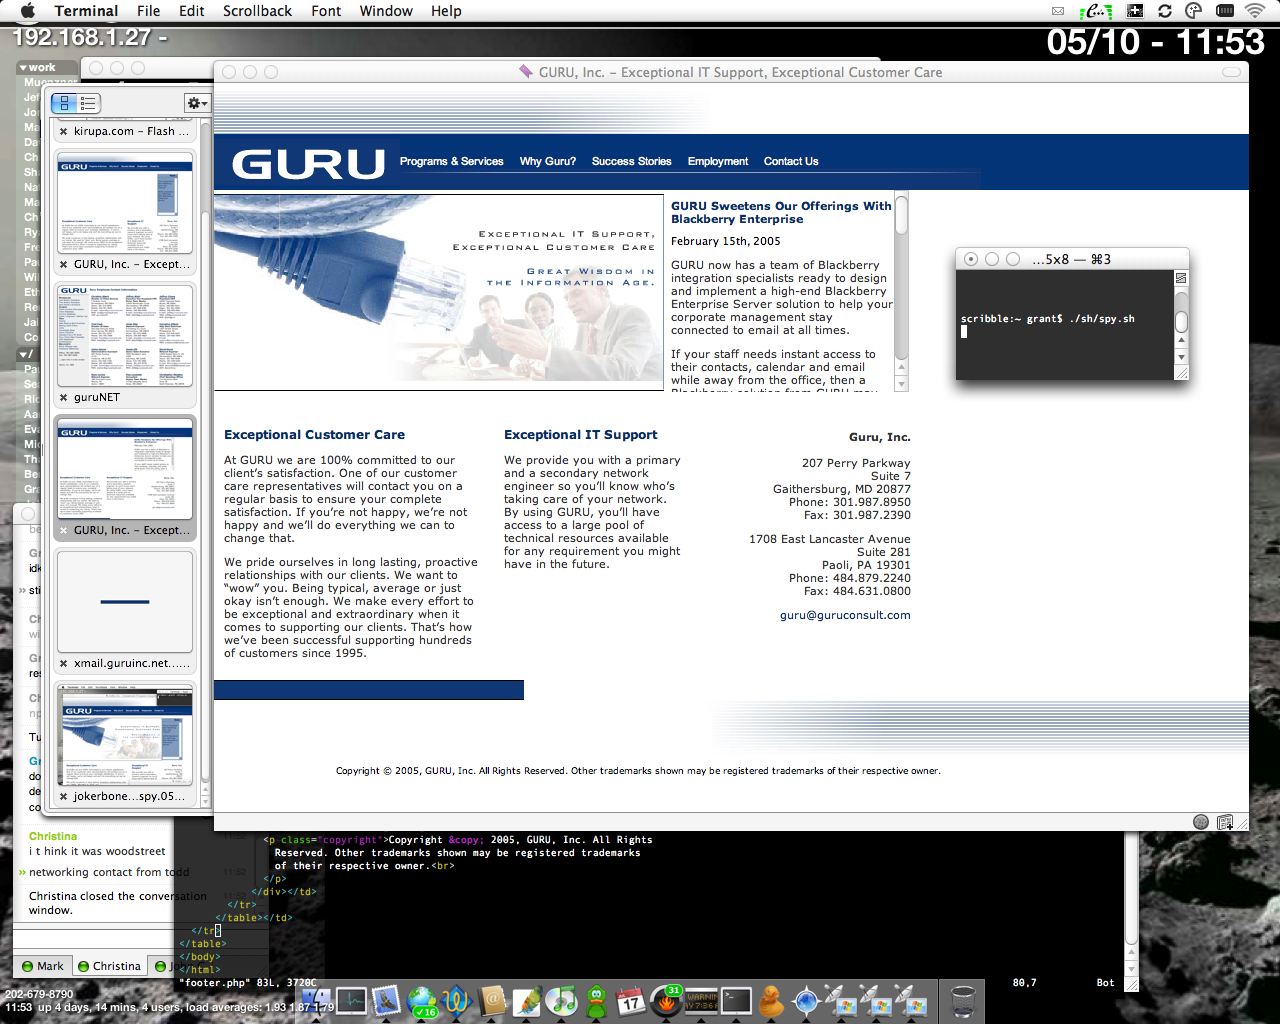 Terminal File Edit Scrollback Font Window Help
192.168.1.27 -
05/10 - 11:53
work
GURU, Inc. – Exceptional IT Support, Exceptional Customer Care
kirupa.com – Flash ...
GURU, Inc. – Except...
guruNET
GURU, Inc. – Except...
xmail.guruinc.net......
jokerbone...spy.05...
GURU
Programs & Services Why Guru? Success Stories Employment Contact Us
Exceptional IT Support,
Exceptional Customer Care
Great Wisdom in
the Information Age.
GURU Sweetens Our Offerings With
Blackberry Enterprise
February 15th, 2005
GURU now has a team of Blackberry
integration specialists ready to design
and implement a high-end Blackberry
Enterprise Server solution to help your
corporate management stay
connected to email at all times.
If your staff needs instant access to
their contacts, calendar and email
while away from the office, then a
Blackberry solution from GURU may
...5x8 — ⌘3
scribble:~ grant$ ./sh/spy.sh
Exceptional Customer Care
At GURU we are 100% committed to our
client's satisfaction. One of our customer
care representatives will contact you on a
regular basis to ensure your complete
satisfaction. If you're not happy, we're not
happy and we'll do everything we can to
change that.
We pride ourselves in long lasting, proactive
relationships with our clients. We want to
“wow” you. Being typical, average or just
okay isn't enough. We make every effort to
be exceptional and extraordinary when it
comes to supporting our clients. That's how
we've been successful supporting hundreds
of customers since 1995.
Exceptional IT Support
We provide you with a primary
and a secondary network
engineer so you'll know who's
taking care of your network.
By using GURU, you'll have
access to a large pool of
technical resources available
for any requirement you might
have in the future.
Guru, Inc.
207 Perry Parkway
Suite 7
Gaithersburg, MD 20877
Phone: 301.987.8950
Fax: 301.987.2390
1708 East Lancaster Avenue
Suite 281
Paoli, PA 19301
Phone: 484.879.2240
Fax: 484.631.0800
guru@guruconsult.com
Copyright © 2005, GURU, Inc. All Rights Reserved. Other trademarks shown may be registered trademarks of their respective owner.
Christina
i t hink it was woodstreet
networking contact from todd
Christina closed the conversation
window.
Mark Christina
<p class="copyright">Copyright &copy; 2005, GURU, Inc. All Rights
Reserved. Other trademarks shown may be registered trademarks
of their respective owner.<br>
</p>
</div></td>
</tr>
</table></td>
</tr>
</table>
</body>
</html>
"footer.php" 83L, 3720C 80,7 Bot
202-679-8790
11:53 up 4 days, 14 mins, 4 users, load averages: 1.93 1.87 1.79
16
17
31